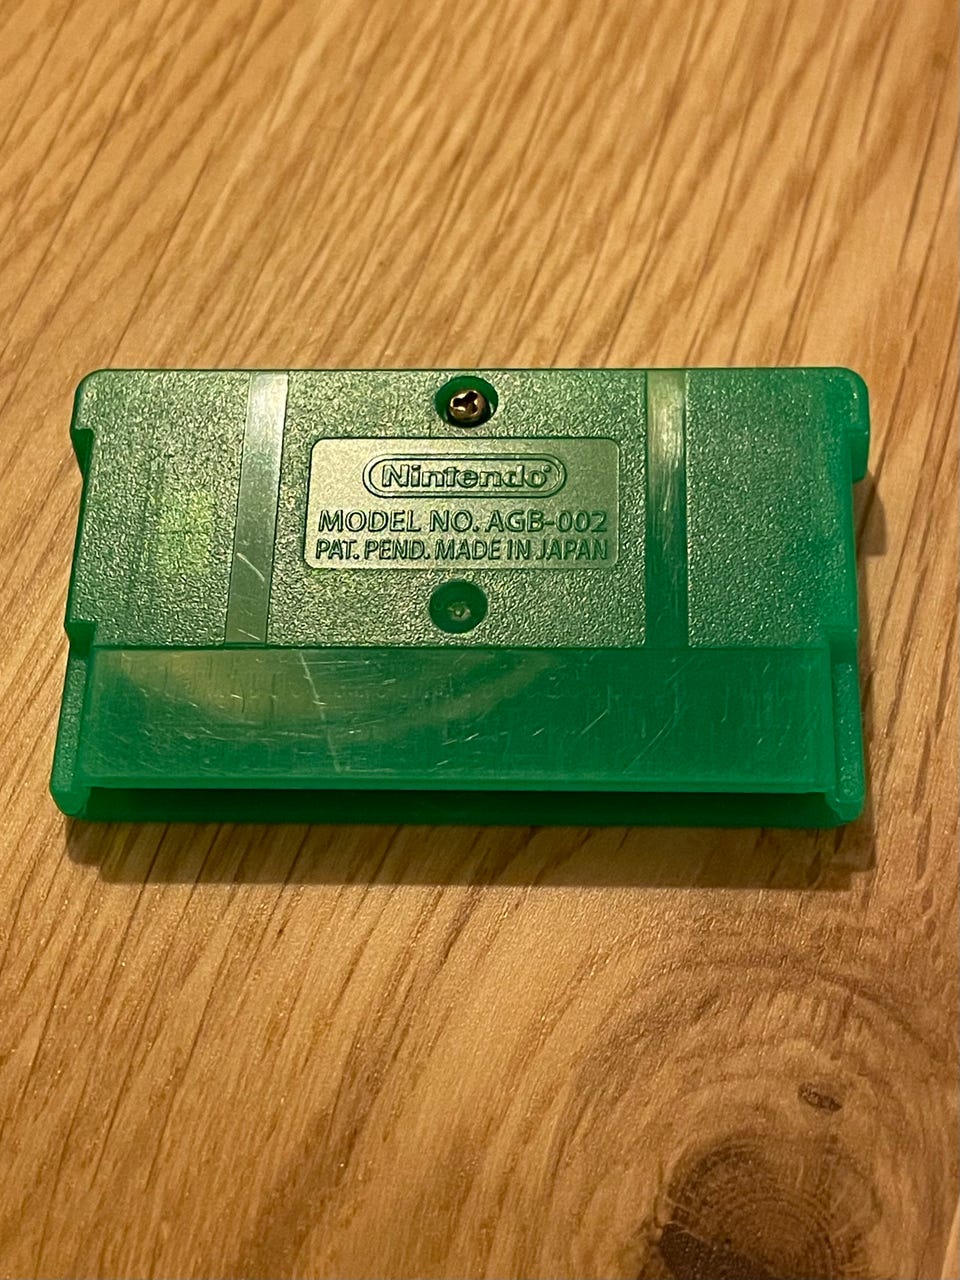 Nintendo®
MODEL NO. AGB-002
PAT. PEND. MADE IN JAPAN